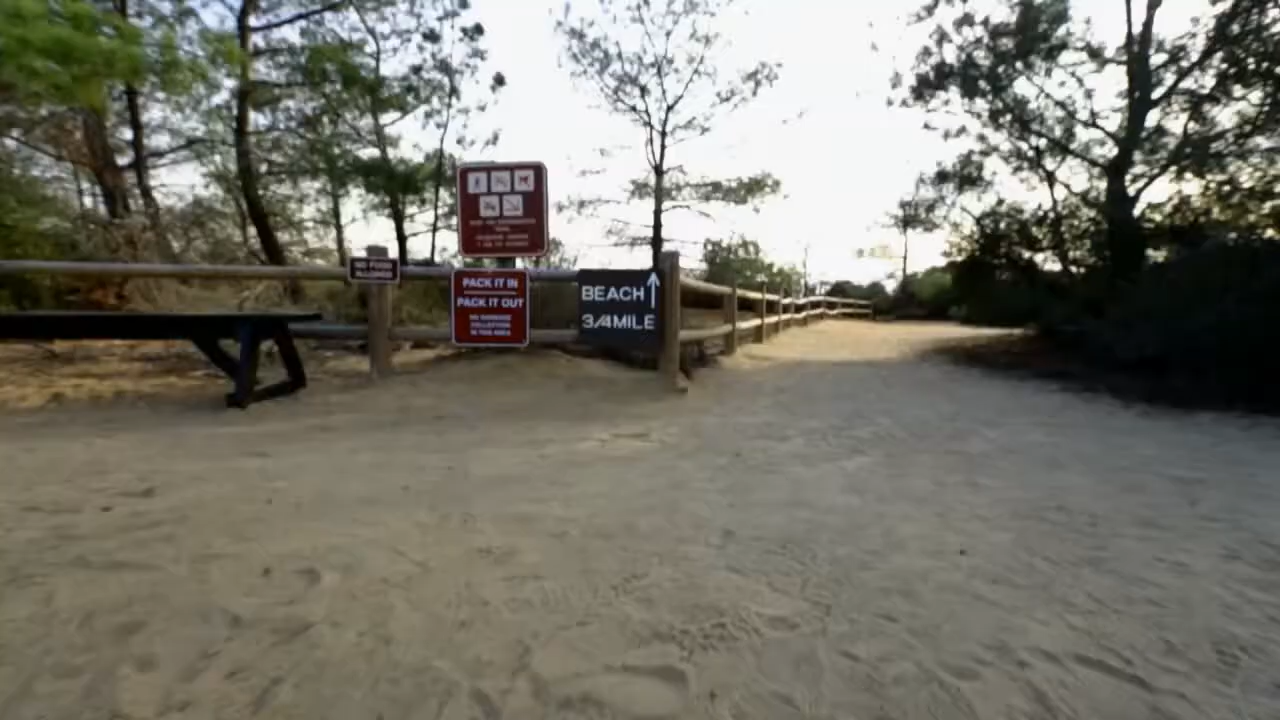 NO FOOD
ALLOWED
PACK IT IN
PACK IT OUT
NO GARBAGE
COLLECTION
IN THIS AREA
BEACH ↑
3/4 MILE